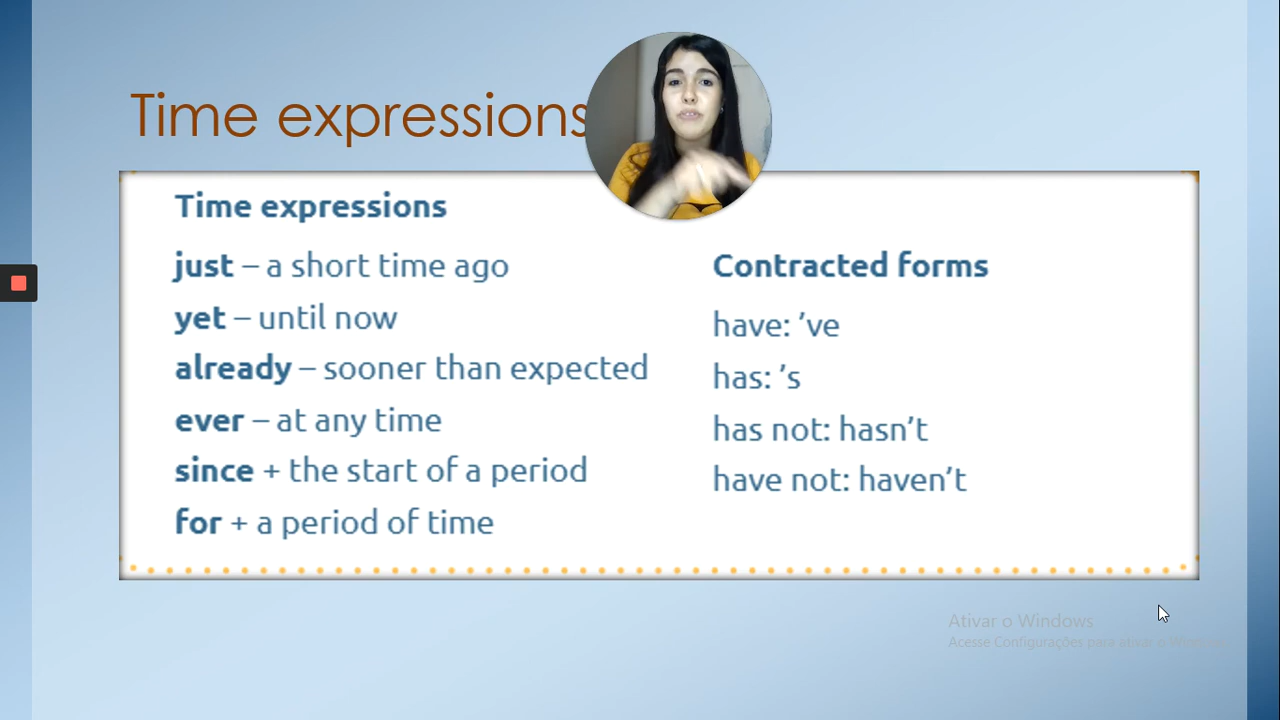 Time expressions
Time expressions
just – a short time ago
yet – until now
already – sooner than expected
ever – at any time
since + the start of a period
for + a period of time
Contracted forms
have: ’ve
has: ’s
has not: hasn’t
have not: haven’t
Ativar o Windows
Acesse Configurações para ativar o Windows